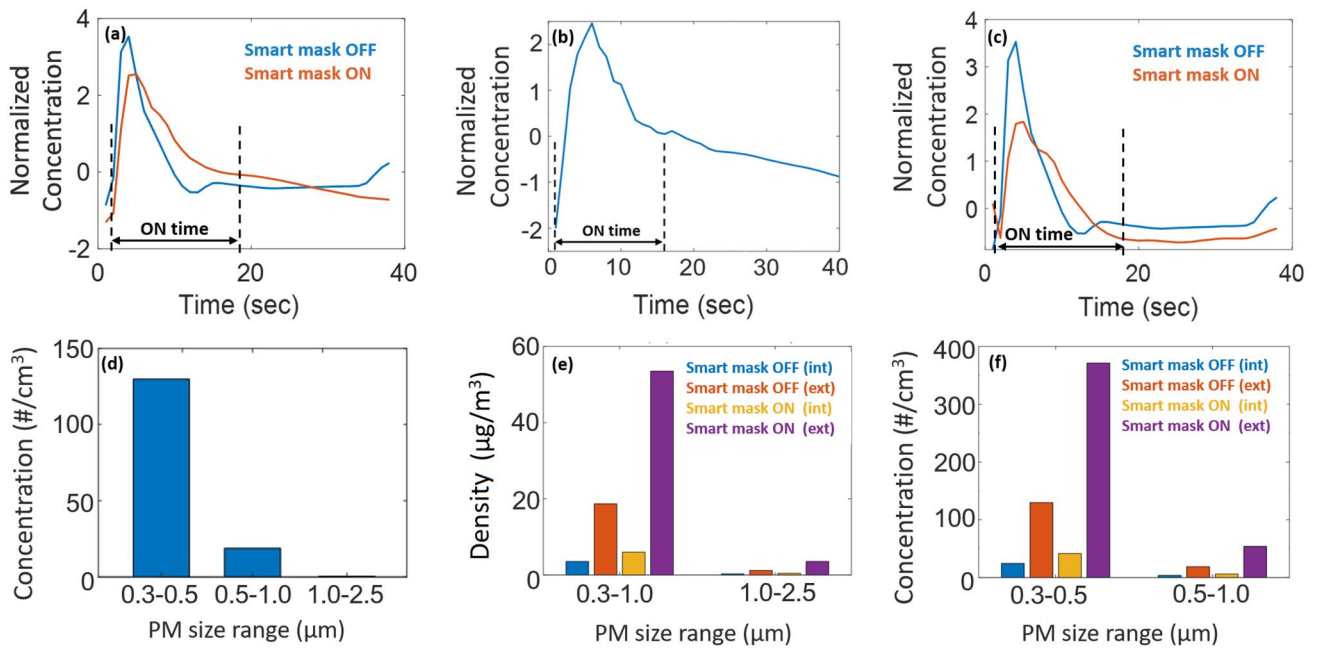 (a)
Smart mask OFF
Smart mask ON
Normalized
Concentration
4
2
0
-2
ON time
0
20
40
Time (sec)
(b)
Normalized
Concentration
2
1
0
-1
-2
ON time
0
10
20
30
40
Time (sec)
(c)
Smart mask OFF
Smart mask ON
Normalized
Concentration
4
3
2
1
0
ON time
0
20
40
Time (sec)
(d)
Concentration (#/cm³)
150
100
50
0
0.3-0.5
0.5-1.0
1.0-2.5
PM size range (μm)
(e)
Smart mask OFF (int)
Smart mask OFF (ext)
Smart mask ON (int)
Smart mask ON (ext)
Density (μg/m³)
60
40
20
0
0.3-1.0
1.0-2.5
PM size range (μm)
(f)
Smart mask OFF (int)
Smart mask OFF (ext)
Smart mask ON (int)
Smart mask ON (ext)
Concentration (#/cm³)
400
300
200
100
0
0.3-0.5
0.5-1.0
PM size range (μm)